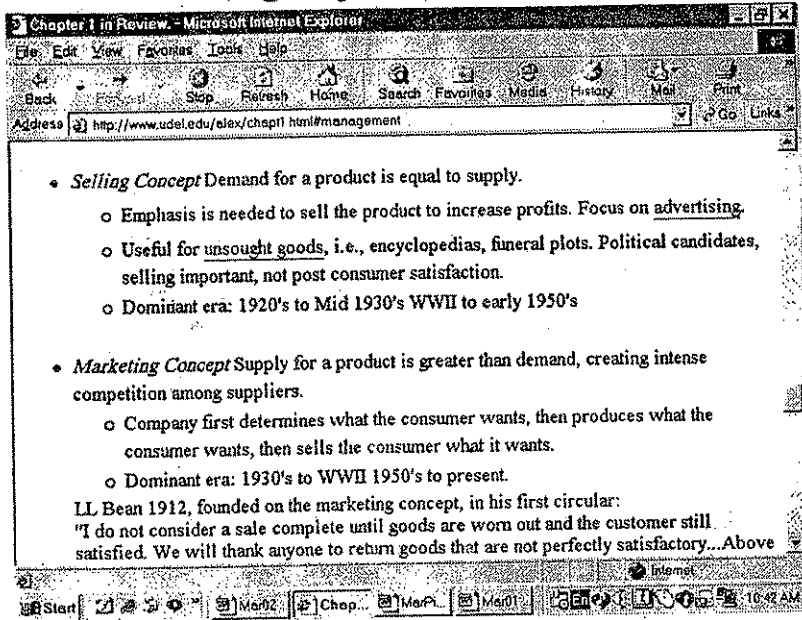 Chapter 1 in Review. - Microsoft Internet Explorer
File Edit View Favorites Tools Help
Back Stop Refresh Home Search Favorites Media History Mail Print
Address http://www.udel.edu/alex/chapt1.html#management Go Links
• Selling Concept Demand for a product is equal to supply.
o Emphasis is needed to sell the product to increase profits. Focus on advertising.
o Useful for unsought goods, i.e., encyclopedias, funeral plots. Political candidates,
selling important, not post consumer satisfaction.
o Dominant era: 1920's to Mid 1930's WWII to early 1950's
• Marketing Concept Supply for a product is greater than demand, creating intense
competition among suppliers.
o Company first determines what the consumer wants, then produces what the
consumer wants, then sells the consumer what it wants.
o Dominant era: 1930's to WWII 1950's to present.
LL Bean 1912, founded on the marketing concept, in his first circular:
"I do not consider a sale complete until goods are worn out and the customer still
satisfied. We will thank anyone to return goods that are not perfectly satisfactory...Above
Internet
Start Mar02 Chap... MarPi... Mar01 En 10:42 AM